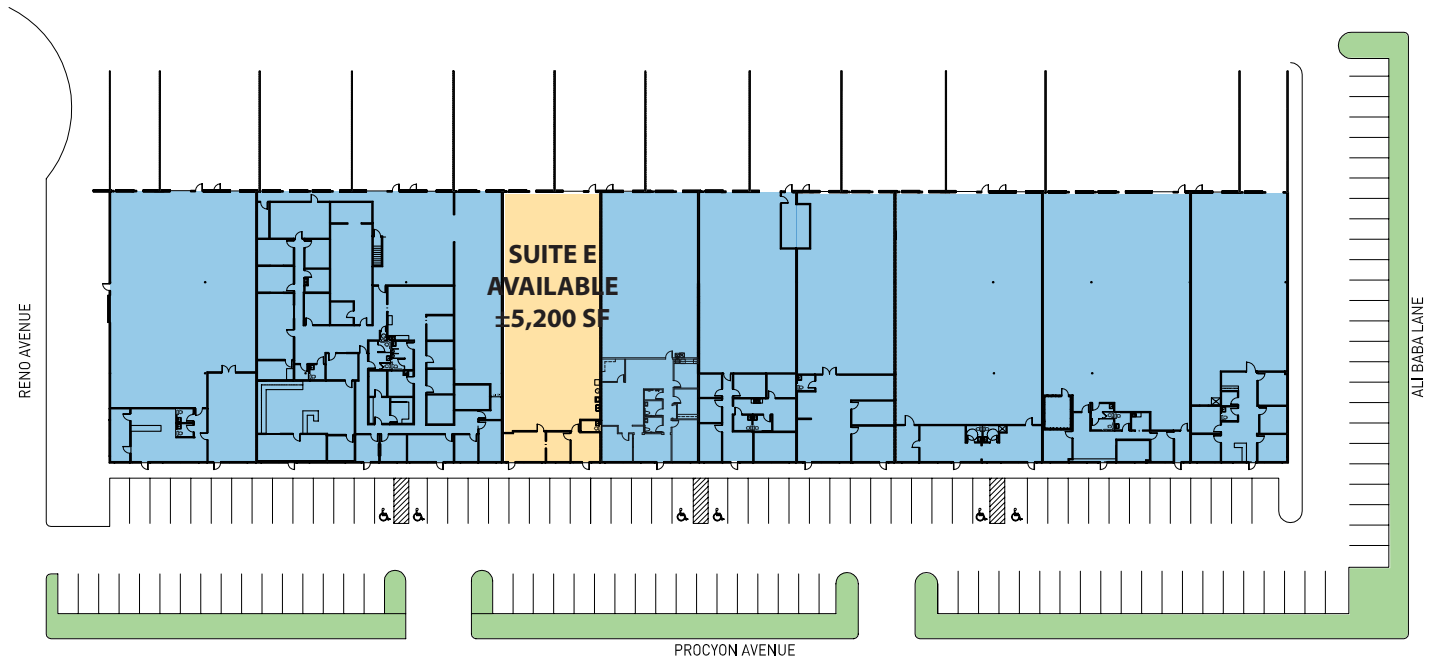 SUITE E
AVAILABLE
±5,200 SF
RENO AVENUE
ALI BABA LANE
PROCYON AVENUE